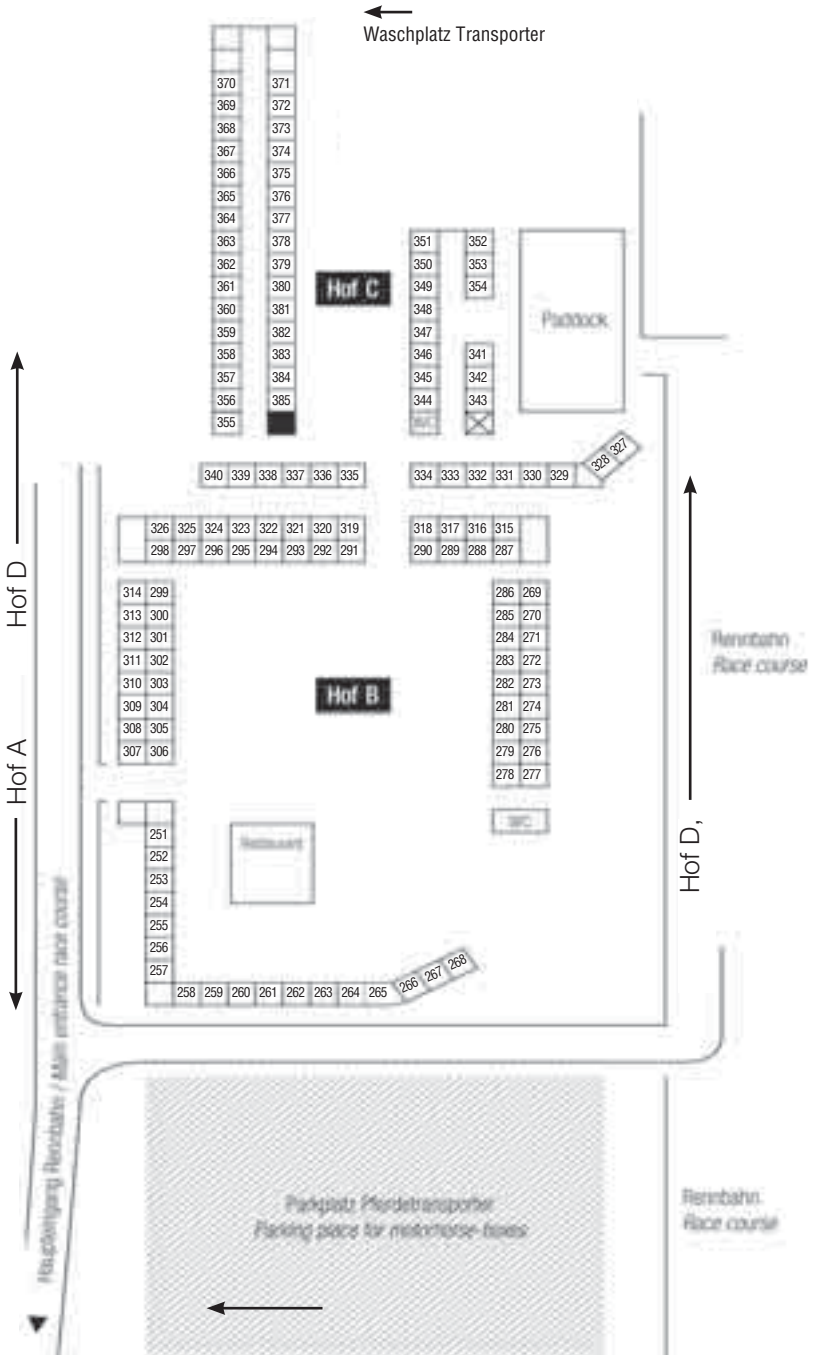 Waschplatz Transporter
370 371
369 372
368 373
367 374
366 375
365 376
364 377
363 378 351 352
362 379 350 353
361 380 349 354
Hof C
360 381 348
359 382 347
358 383 346 341
357 384 345 342
356 385 344 343
355 WC
Paddock
340 339 338 337 336 335 334 333 332 331 330 329 328 327
326 325 324 323 322 321 320 319 318 317 316 315
298 297 296 295 294 293 292 291 290 289 288 287
314 299 286 269
313 300 285 270
312 301 284 271
311 302 283 272
310 303 282 273
309 304 281 274
308 305 280 275
307 306 279 276
278 277
Hof B
Hof D
Hof A
Hof D,
Rennbahn
Race course
WC
Restaurant
251
252
253
254
255
256
257
258 259 260 261 262 263 264 265 266 267 268
Haupteingang Rennbahn / Main entrance race course
Parkplatz Pferdetransporter
Parking place for motorhorse-boxes
Rennbahn
Race course